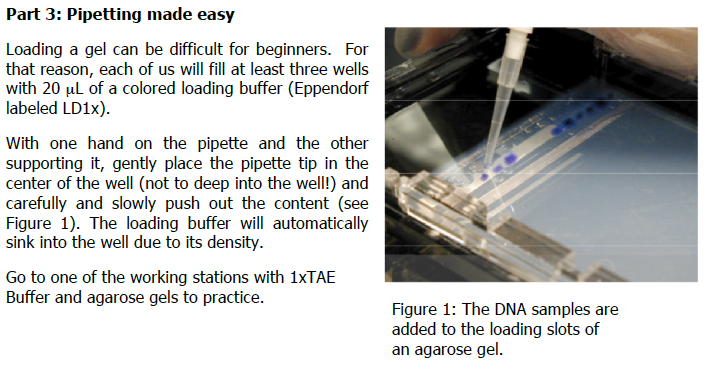 Part 3: Pipetting made easy
Loading a gel can be difficult for beginners. For
that reason, each of us will fill at least three wells
with 20 μL of a colored loading buffer (Eppendorf
labeled LD1x).
With one hand on the pipette and the other
supporting it, gently place the pipette tip in the
center of the well (not to deep into the well!) and
carefully and slowly push out the content (see
Figure 1). The loading buffer will automatically
sink into the well due to its density.
Go to one of the working stations with 1xTAE
Buffer and agarose gels to practice.
Figure 1: The DNA samples are
added to the loading slots of
an agarose gel.